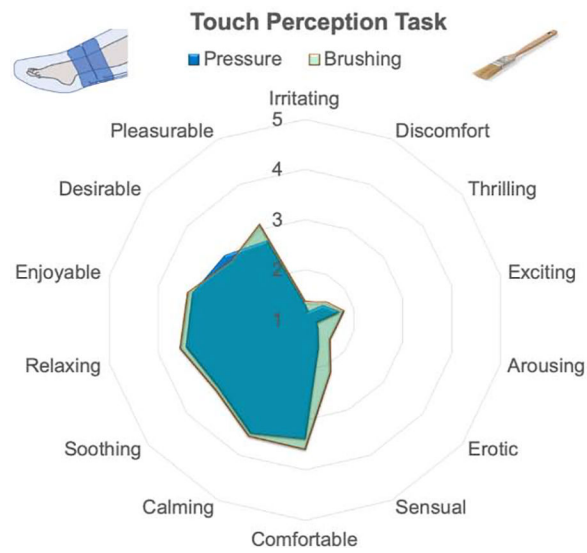 Touch Perception Task
Pressure Brushing
Irritating
Pleasurable 5 Discomfort
4
Desirable Thrilling
3
Enjoyable 2 Exciting
1
Relaxing Arousing
Soothing Erotic
Calming Sensual
Comfortable